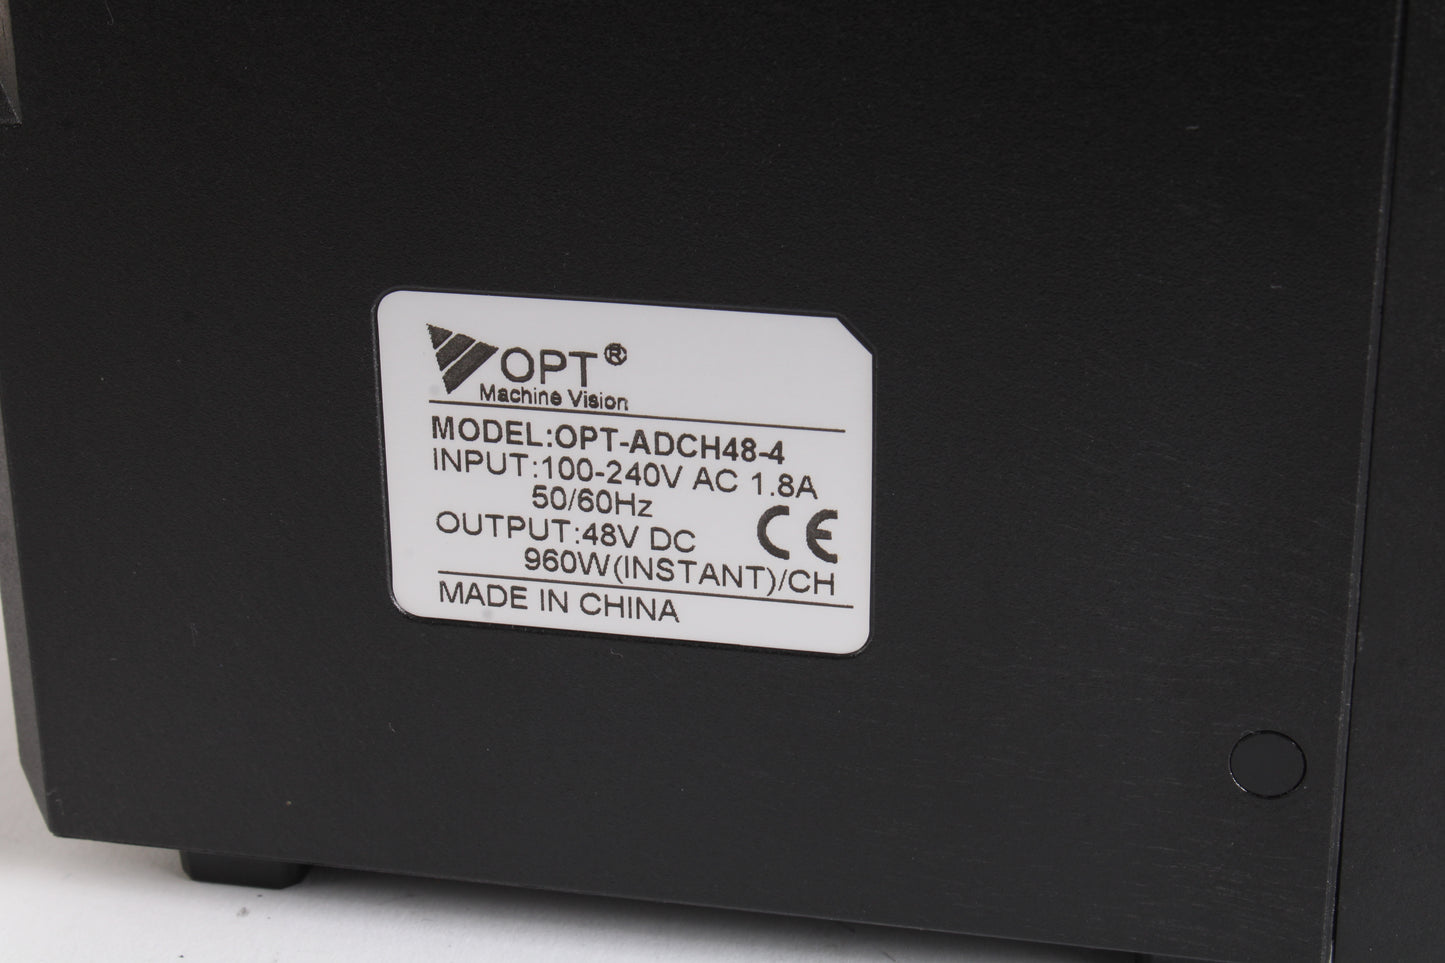 OPT®
Machine Vision
MODEL:OPT-ADCH48-4
INPUT:100-240V AC 1.8A
50/60Hz
OUTPUT:48V DC
CE
960W(INSTANT)/CH
MADE IN CHINA